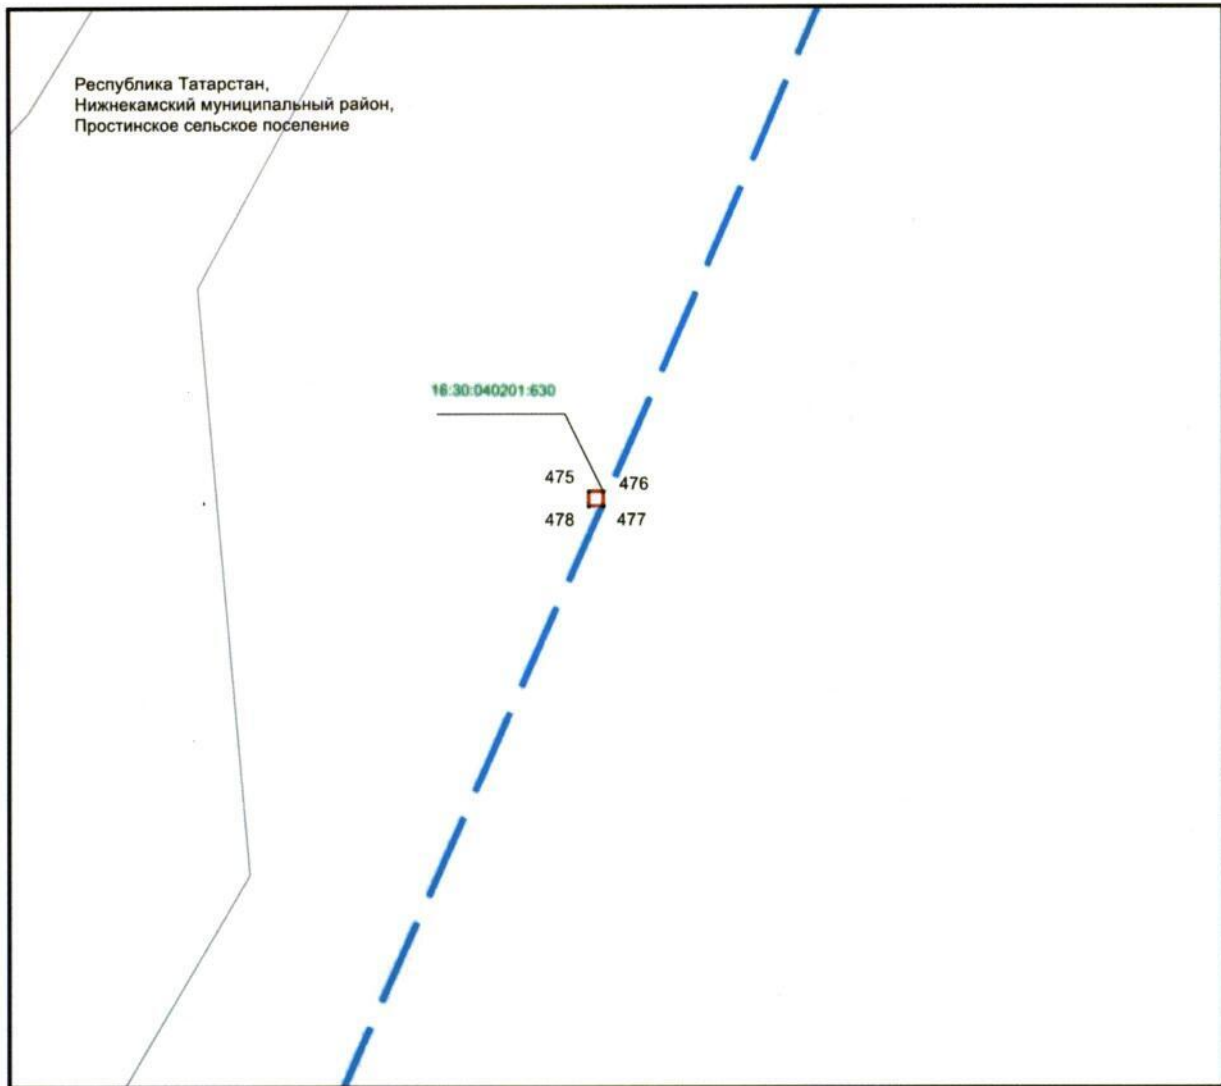 Республика Татарстан,
Нижнекамский муниципальный район,
Простинское сельское поселение
16:30:040201:630
475 476
478 477